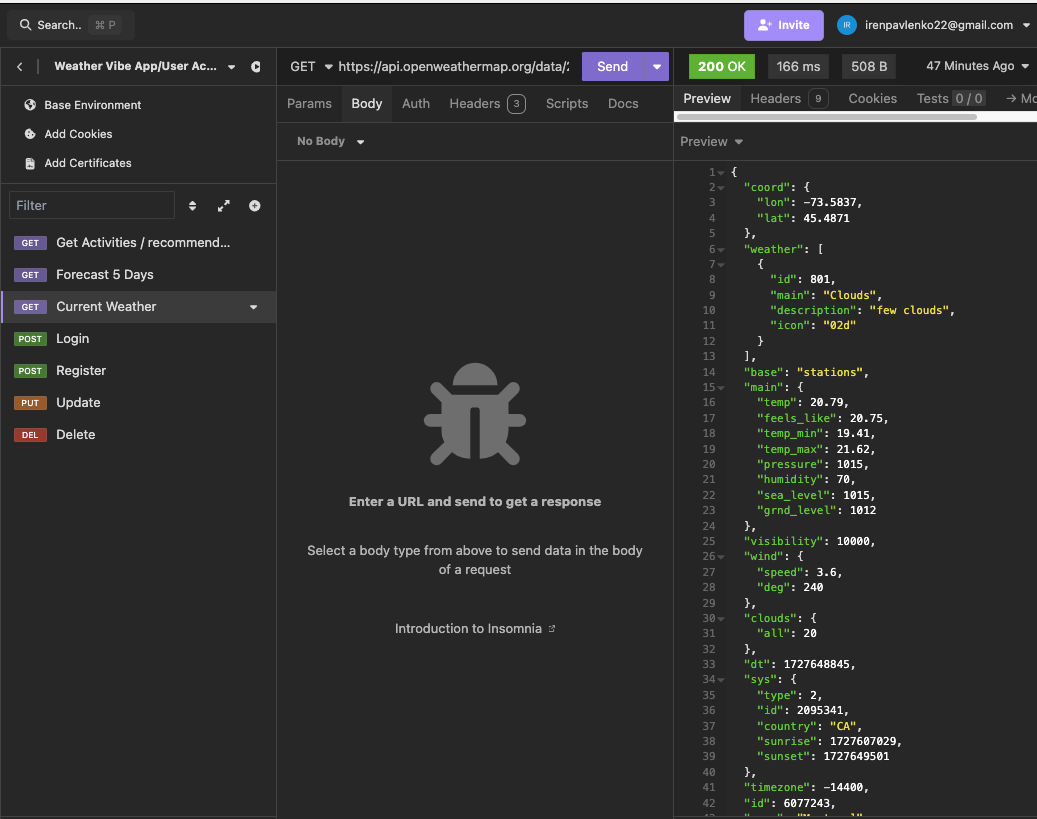 Search.. ⌘ P
Invite
IR irenpavlenko22@gmail.com
Weather Vibe App/User Ac...
Base Environment
Add Cookies
Add Certificates
Filter
GET Get Activities / recommend...
GET Forecast 5 Days
GET Current Weather
POST Login
POST Register
PUT Update
DEL Delete
GET https://api.openweathermap.org/data/2
Send
Params Body Auth Headers 3 Scripts Docs
No Body
Enter a URL and send to get a response
Select a body type from above to send data in the body
of a request
Introduction to Insomnia
200 OK 166 ms 508 B 47 Minutes Ago
Preview Headers 9 Cookies Tests 0 / 0 → Mo
Preview
1 {
2 "coord": {
3 "lon": -73.5837,
4 "lat": 45.4871
5 },
6 "weather": [
7 {
8 "id": 801,
9 "main": "Clouds",
10 "description": "few clouds",
11 "icon": "02d"
12 }
13 ],
14 "base": "stations",
15 "main": {
16 "temp": 20.79,
17 "feels_like": 20.75,
18 "temp_min": 19.41,
19 "temp_max": 21.62,
20 "pressure": 1015,
21 "humidity": 70,
22 "sea_level": 1015,
23 "grnd_level": 1012
24 },
25 "visibility": 10000,
26 "wind": {
27 "speed": 3.6,
28 "deg": 240
29 },
30 "clouds": {
31 "all": 20
32 },
33 "dt": 1727648845,
34 "sys": {
35 "type": 2,
36 "id": 2095341,
37 "country": "CA",
38 "sunrise": 1727607029,
39 "sunset": 1727649501
40 },
41 "timezone": -14400,
42 "id": 6077243,